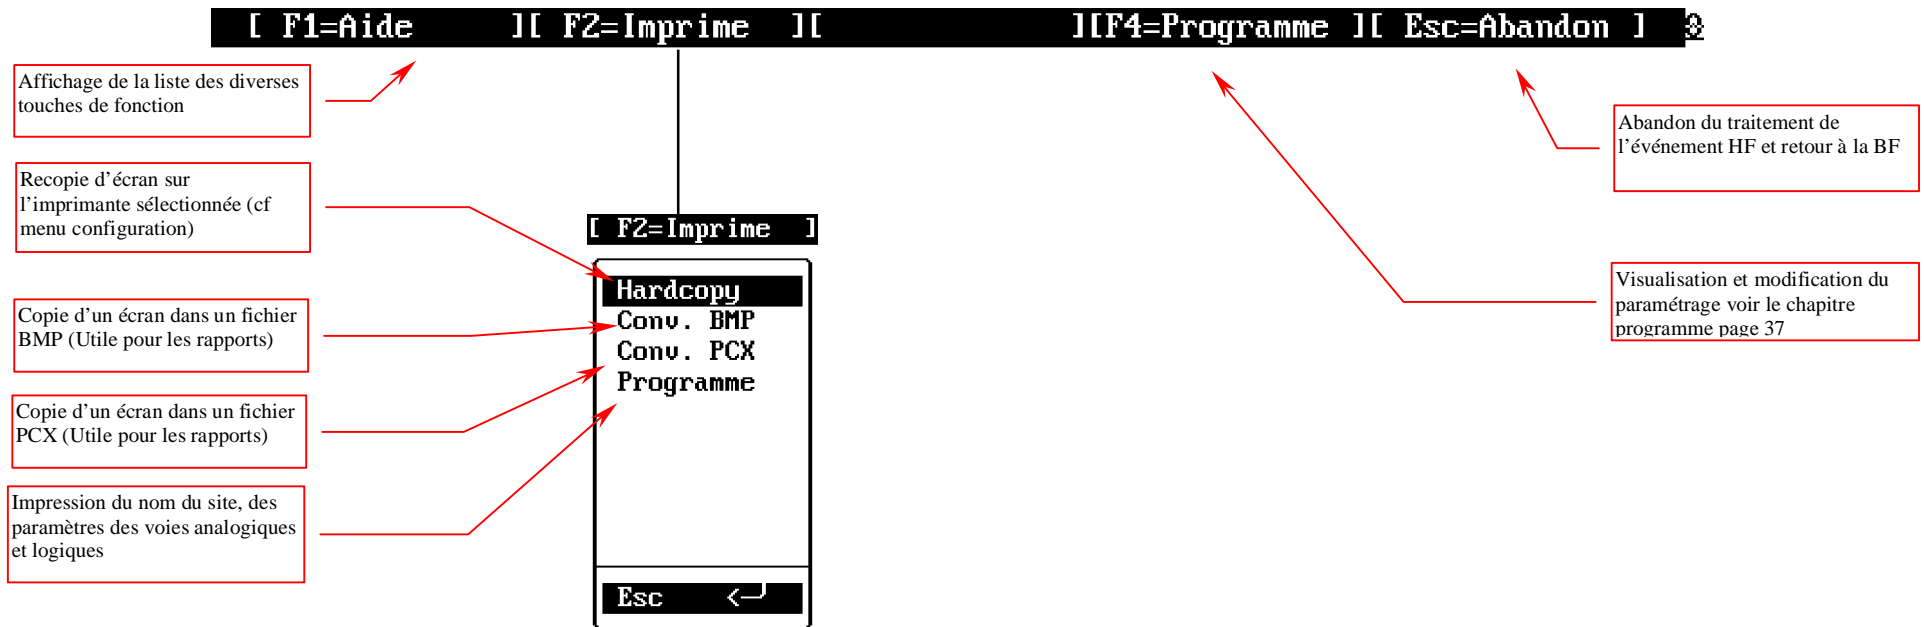 [ F1=Aide ][ F2=Imprime ][ ][F4=Programme ][ Esc=Abandon ]
Affichage de la liste des diverses
touches de fonction
Abandon du traitement de
l’événement HF et retour à la BF
Recopie d’écran sur
l’imprimante sélectionnée (cf
menu configuration)
[ F2=Imprime ]
Hardcopy
Conv. BMP
Conv. PCX
Programme
Esc
Visualisation et modification du
paramétrage voir le chapitre
programme page 37
Copie d’un écran dans un fichier
BMP (Utile pour les rapports)
Copie d’un écran dans un fichier
PCX (Utile pour les rapports)
Impression du nom du site, des
paramètres des voies analogiques
et logiques